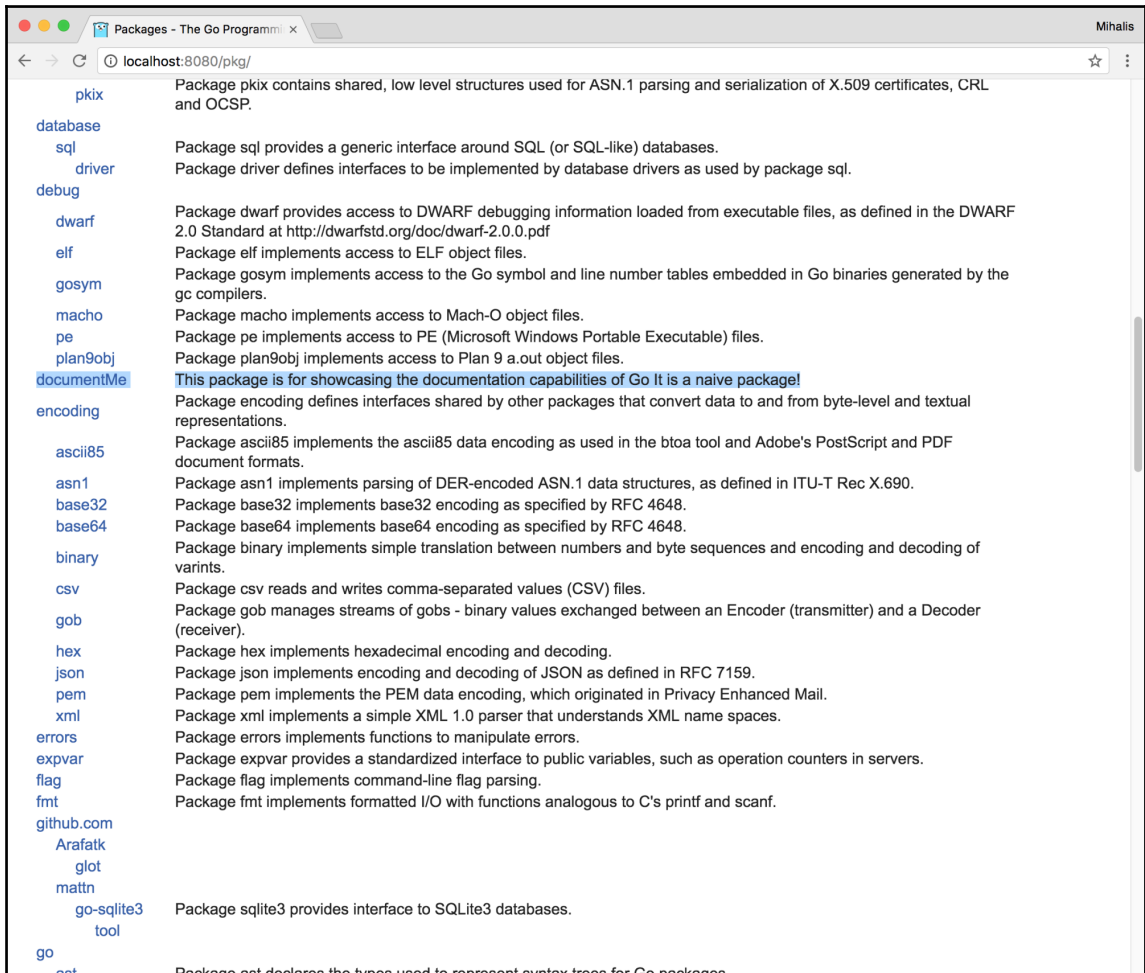 Packages - The Go Programmi
Mihalis
localhost:8080/pkg/
pkix
Package pkix contains shared, low level structures used for ASN.1 parsing and serialization of X.509 certificates, CRL
and OCSP.
database
sql
Package sql provides a generic interface around SQL (or SQL-like) databases.
driver
Package driver defines interfaces to be implemented by database drivers as used by package sql.
debug
dwarf
Package dwarf provides access to DWARF debugging information loaded from executable files, as defined in the DWARF
2.0 Standard at http://dwarfstd.org/doc/dwarf-2.0.0.pdf
elf
Package elf implements access to ELF object files.
gosym
Package gosym implements access to the Go symbol and line number tables embedded in Go binaries generated by the
gc compilers.
macho
Package macho implements access to Mach-O object files.
pe
Package pe implements access to PE (Microsoft Windows Portable Executable) files.
plan9obj
Package plan9obj implements access to Plan 9 a.out object files.
documentMe
This package is for showcasing the documentation capabilities of Go It is a naive package!
encoding
Package encoding defines interfaces shared by other packages that convert data to and from byte-level and textual
representations.
ascii85
Package ascii85 implements the ascii85 data encoding as used in the btoa tool and Adobe's PostScript and PDF
document formats.
asn1
Package asn1 implements parsing of DER-encoded ASN.1 data structures, as defined in ITU-T Rec X.690.
base32
Package base32 implements base32 encoding as specified by RFC 4648.
base64
Package base64 implements base64 encoding as specified by RFC 4648.
binary
Package binary implements simple translation between numbers and byte sequences and encoding and decoding of
varints.
csv
Package csv reads and writes comma-separated values (CSV) files.
gob
Package gob manages streams of gobs - binary values exchanged between an Encoder (transmitter) and a Decoder
(receiver).
hex
Package hex implements hexadecimal encoding and decoding.
json
Package json implements encoding and decoding of JSON as defined in RFC 7159.
pem
Package pem implements the PEM data encoding, which originated in Privacy Enhanced Mail.
xml
Package xml implements a simple XML 1.0 parser that understands XML name spaces.
errors
Package errors implements functions to manipulate errors.
expvar
Package expvar provides a standardized interface to public variables, such as operation counters in servers.
flag
Package flag implements command-line flag parsing.
fmt
Package fmt implements formatted I/O with functions analogous to C's printf and scanf.
github.com
Arafatk
glot
mattn
go-sqlite3
Package sqlite3 provides interface to SQLite3 databases.
tool
go
ast
Package ast declares the types used to represent syntax trees for Go packages.